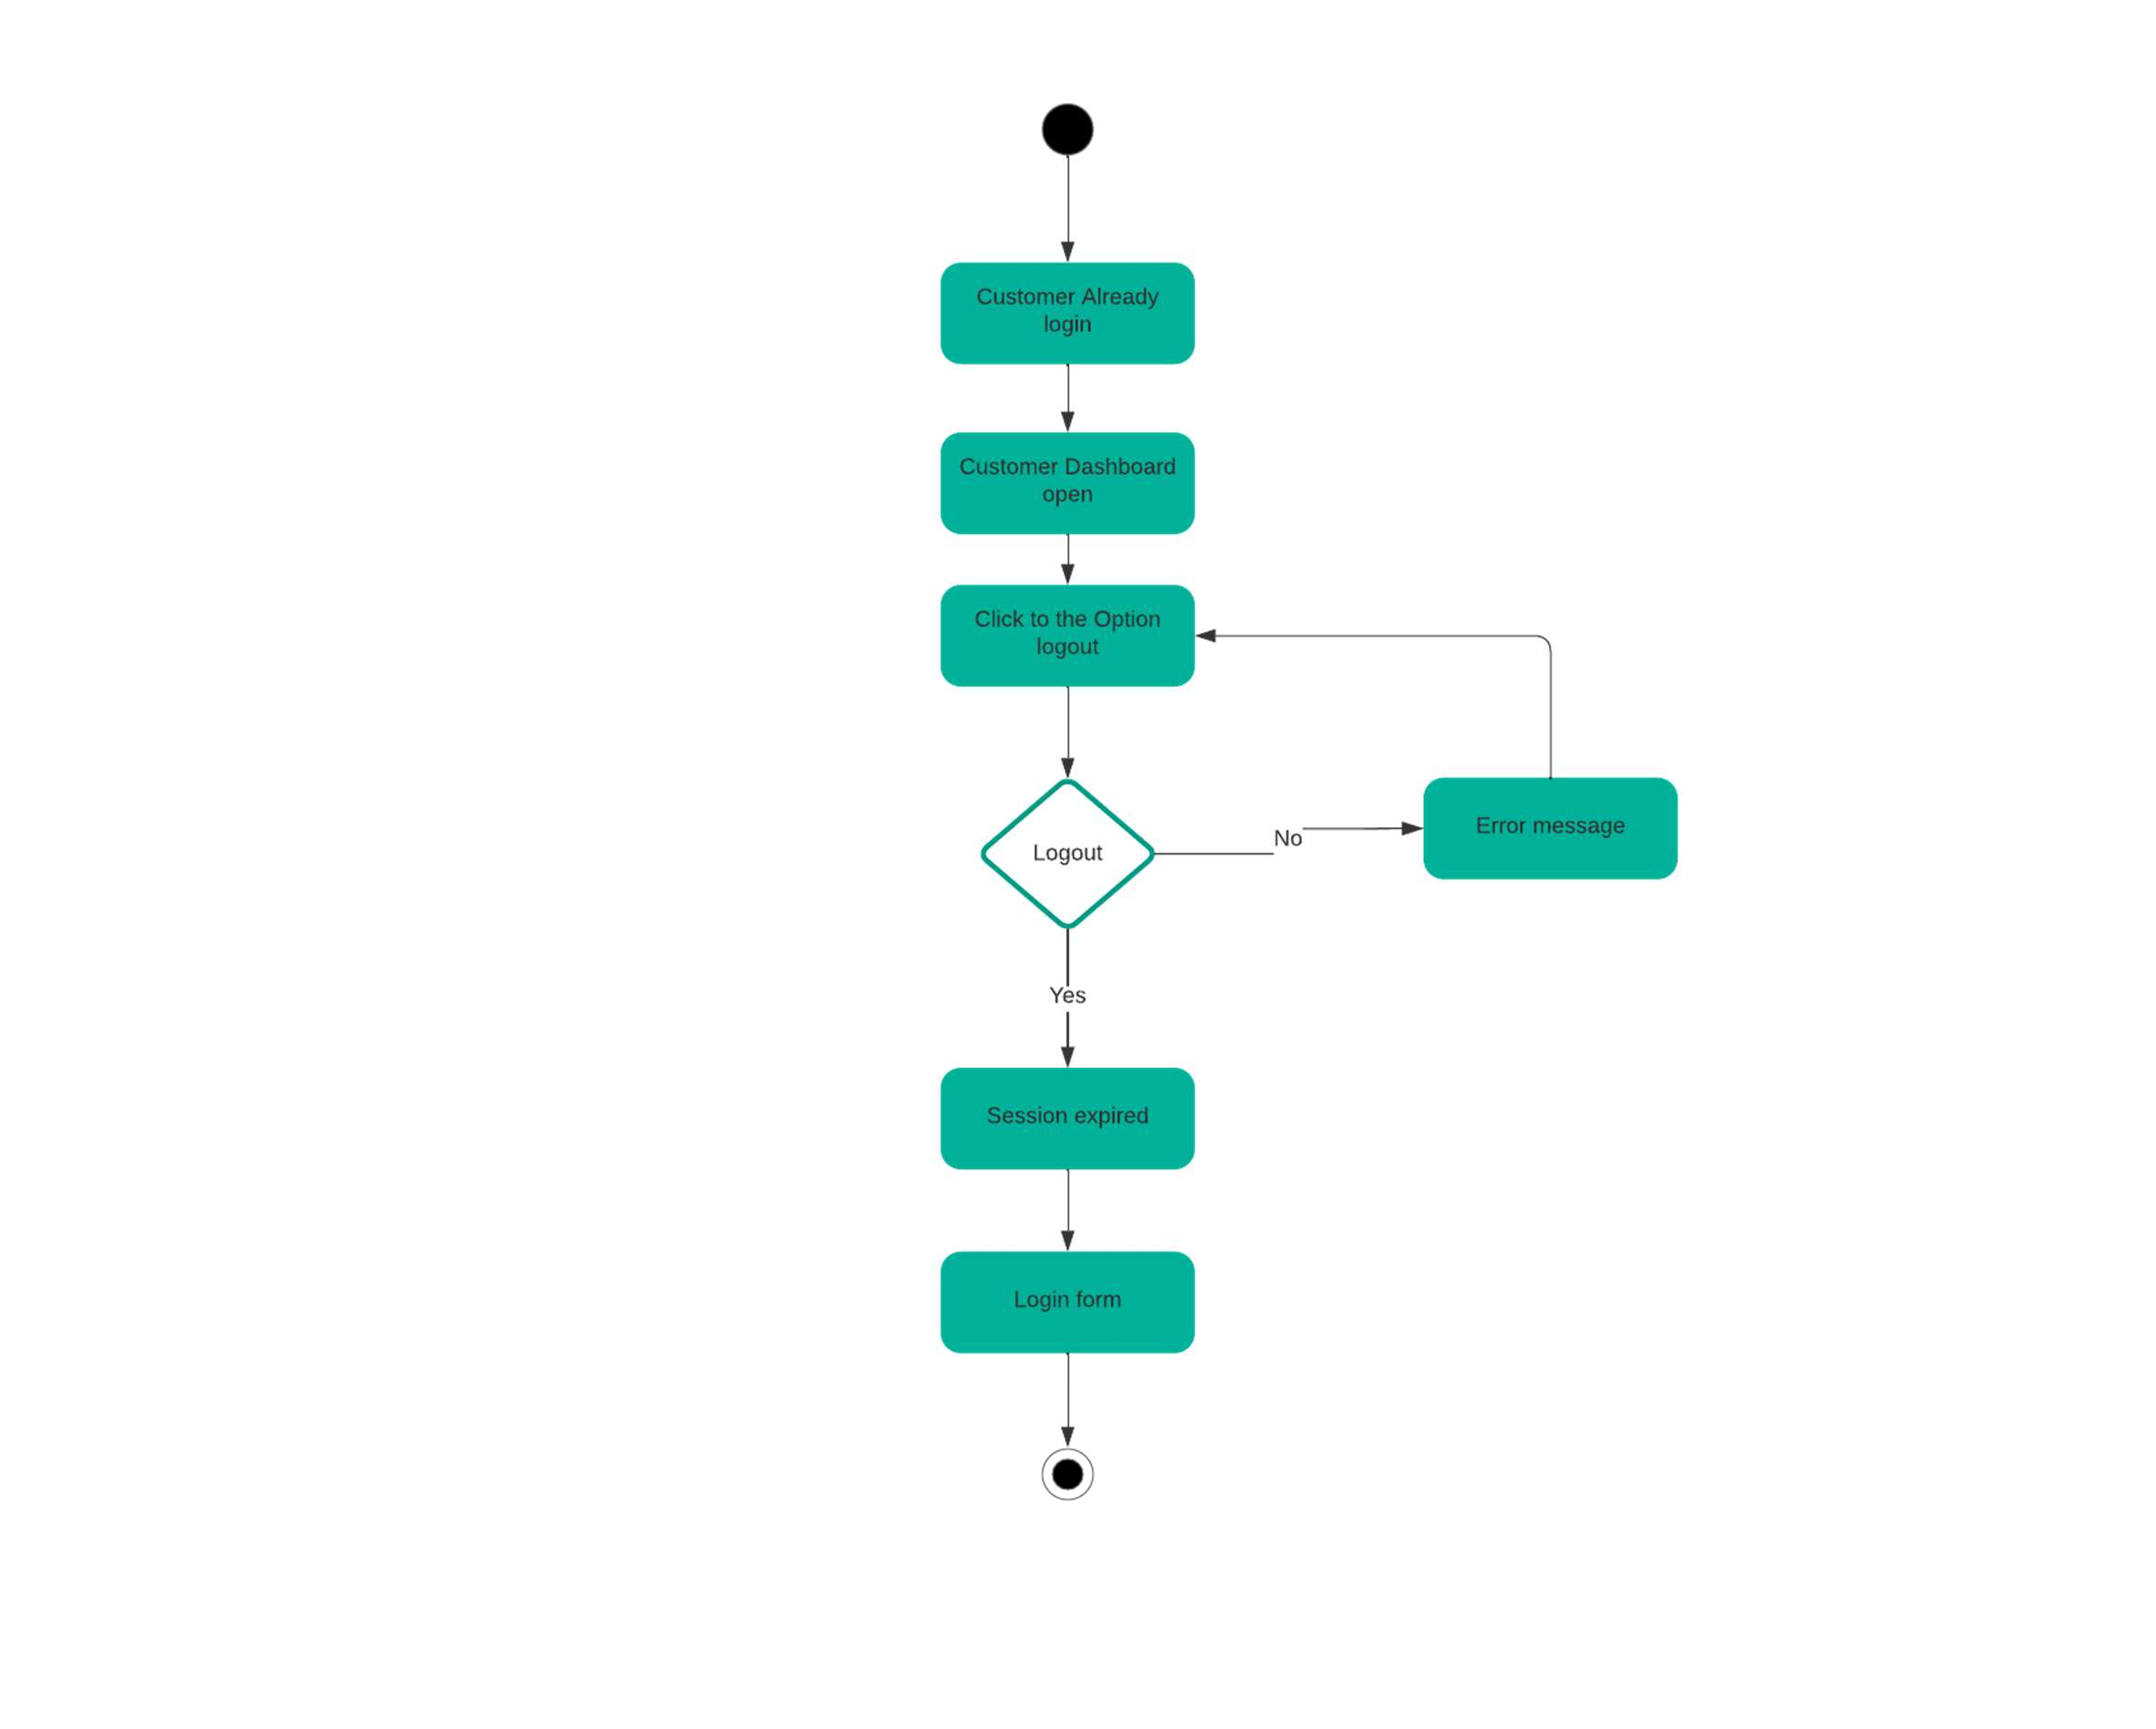 Customer Already
login
Customer Dashboard
open
Click to the Option
logout
Logout
No
Error message
Yes
Session expired
Login form